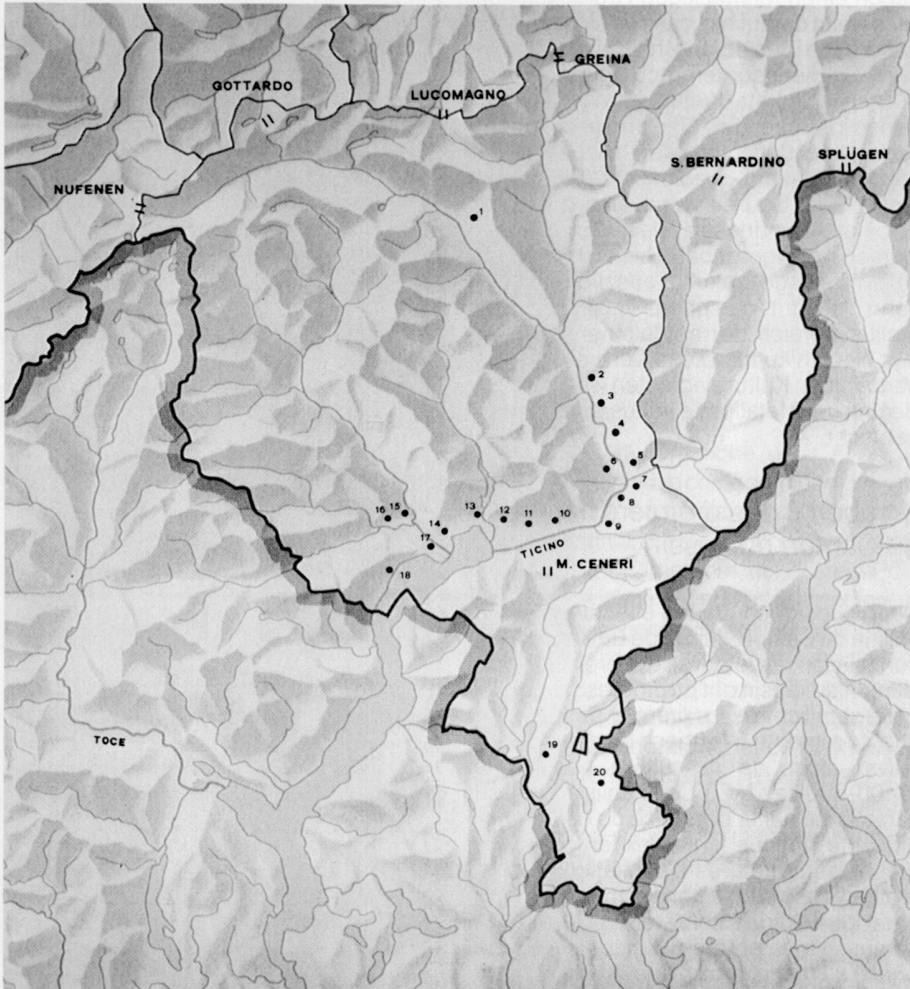 GREINA
GOTTARDO
LUCOMAGNO
S. BERNARDINO
SPLÜGEN
NUFENEN
1
2
3
4
5
6
7
8
9
10
11
12
13
14
15
16
17
18
TICINO
M. CENERI
TOCE
19
20